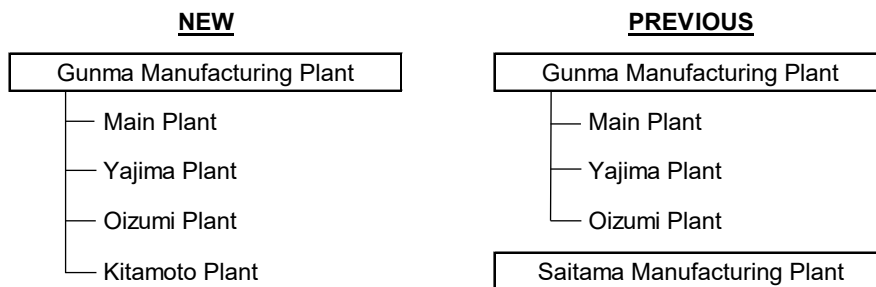 NEW
Gunma Manufacturing Plant
Main Plant
Yajima Plant
Oizumi Plant
Kitamoto Plant
PREVIOUS
Gunma Manufacturing Plant
Main Plant
Yajima Plant
Oizumi Plant
Saitama Manufacturing Plant